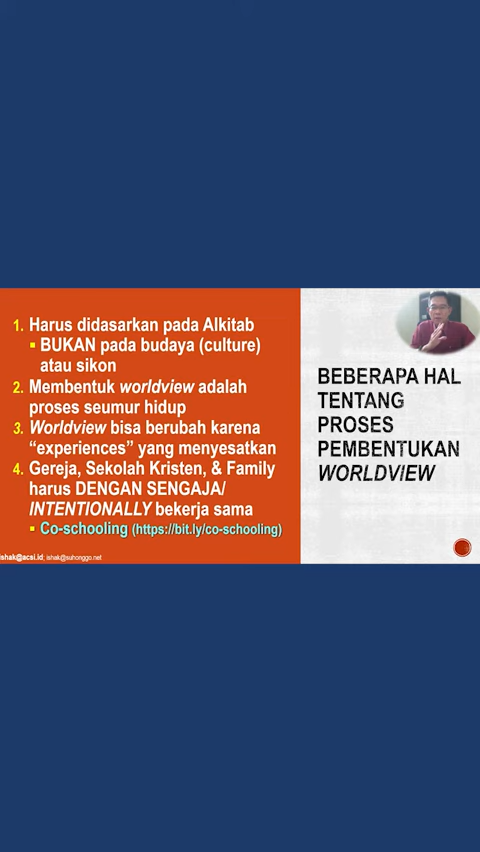 1. Harus didasarkan pada Alkitab
▪ BUKAN pada budaya (culture)
atau sikon
2. Membentuk worldview adalah
proses seumur hidup
3. Worldview bisa berubah karena
“experiences” yang menyesatkan
4. Gereja, Sekolah Kristen, & Family
harus DENGAN SENGAJA/
INTENTIONALLY bekerja sama
▪ Co-schooling (https://bit.ly/co-schooling)
ishak@acsi.id; ishak@suhonggo.net
BEBERAPA HAL
TENTANG
PROSES
PEMBENTUKAN
WORLDVIEW